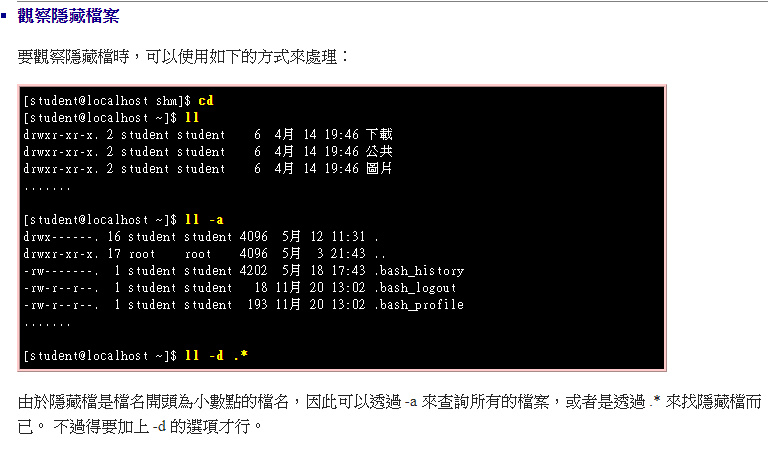 觀察隱藏檔案
要觀察隱藏檔時，可以使用如下的方式來處理：
[student@localhost shm]$ cd
[student@localhost ~]$ ll
drwxr-xr-x. 2 student student    6  4月 14 19:46 下載
drwxr-xr-x. 2 student student    6  4月 14 19:46 公共
drwxr-xr-x. 2 student student    6  4月 14 19:46 圖片
.......
[student@localhost ~]$ ll -a
drwx------. 16 student student 4096  5月 12 11:31 .
drwxr-xr-x. 17 root    root    4096  5月  3 21:43 ..
-rw-------.  1 student student 4202  5月 18 17:43 .bash_history
-rw-r--r--.  1 student student   18 11月 20 13:02 .bash_logout
-rw-r--r--.  1 student student  193 11月 20 13:02 .bash_profile
.......
[student@localhost ~]$ ll -d .*
由於隱藏檔是檔名開頭為小數點的檔名，因此可以透過 -a 來查詢所有的檔案，或者是透過 .* 來找隱藏檔而
已。 不過得要加上 -d 的選項才行。